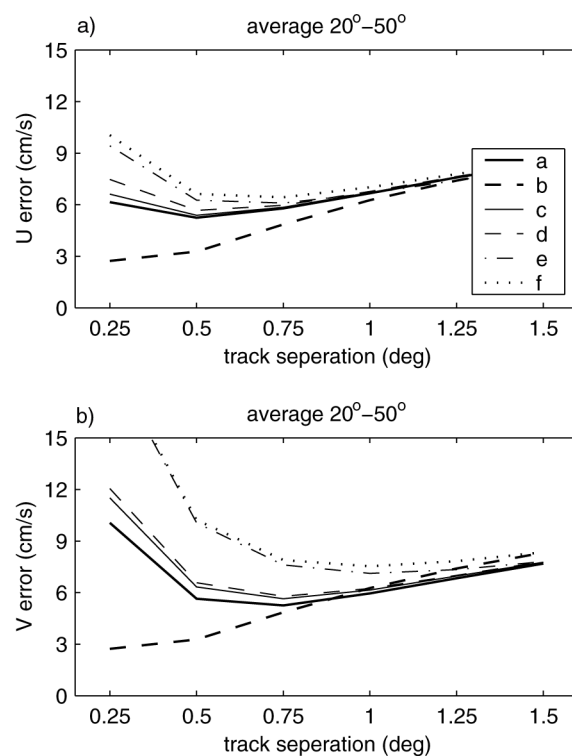 a) average 20°–50°
15
12
9
6
3
0
U error (cm/s)
a
b
c
d
e
f
0.25 0.5 0.75 1 1.25 1.5
track seperation (deg)
b) average 20°–50°
15
12
9
6
3
0
V error (cm/s)
0.25 0.5 0.75 1 1.25 1.5
track seperation (deg)